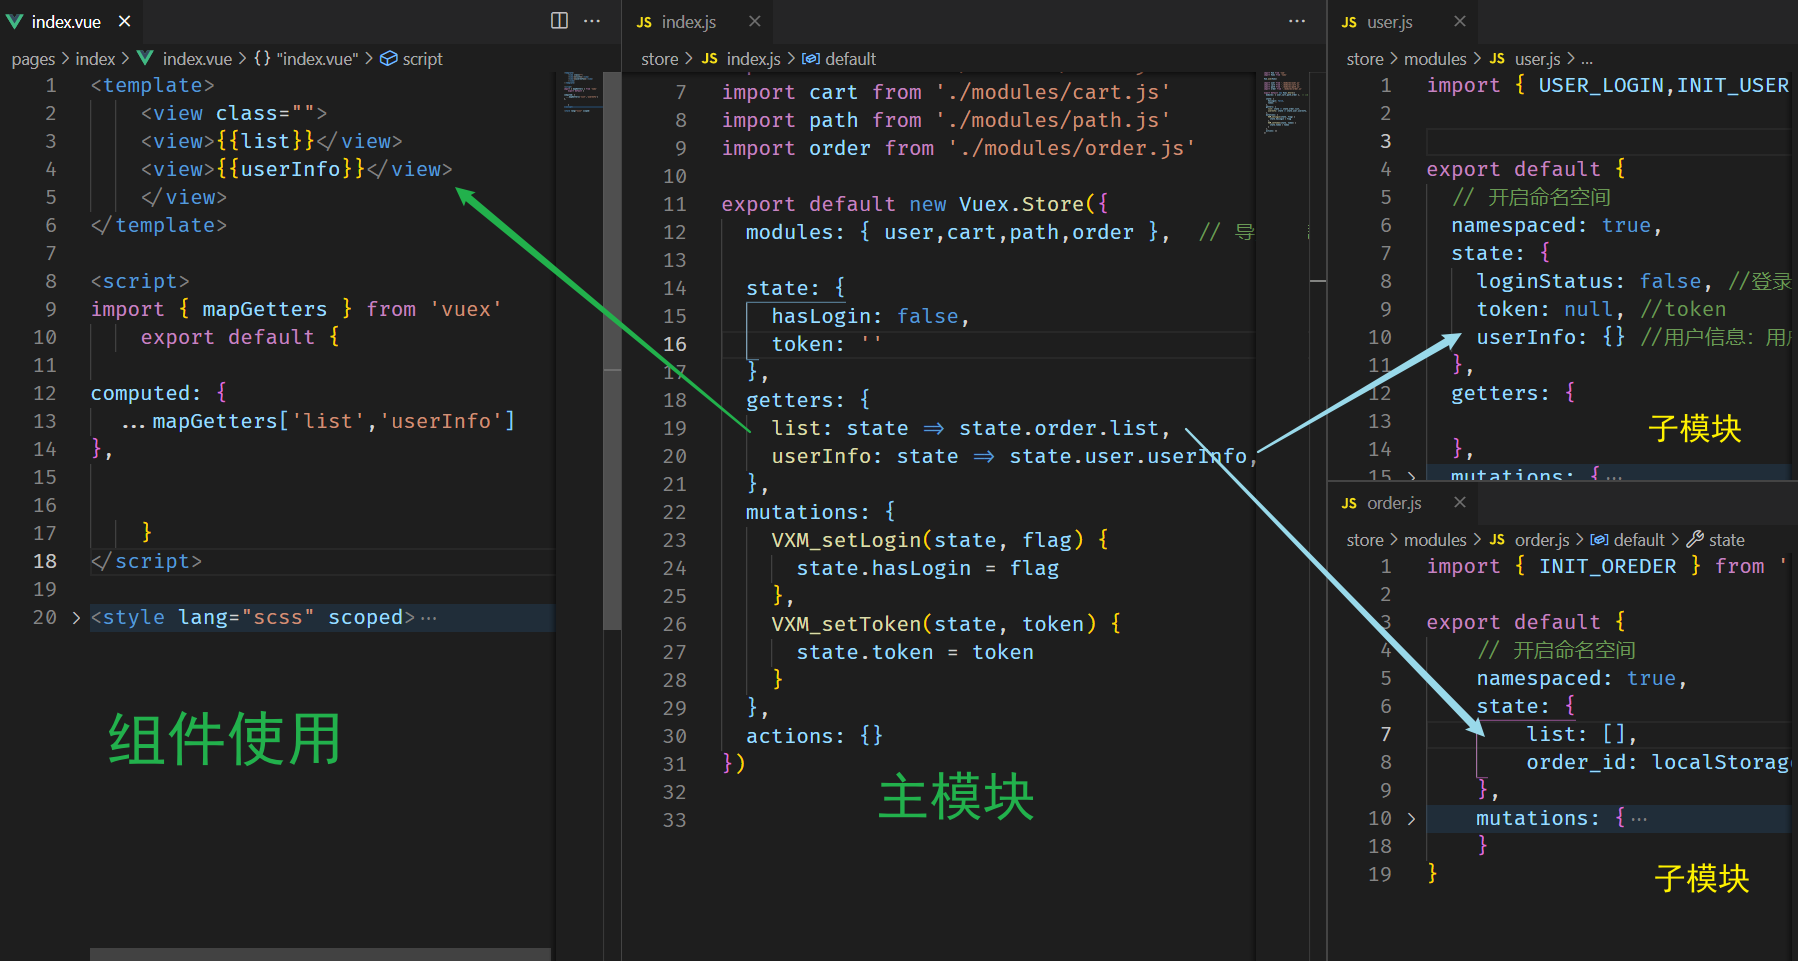 index.vue
pages > index > index.vue > {} "index.vue" > script
1 <template>
2 <view class="">
3 <view>{{list}}</view>
4 <view>{{userInfo}}</view>
5 </view>
6 </template>
7
8 <script>
9 import { mapGetters } from 'vuex'
10 export default {
11
12 computed: {
13 ...mapGetters['list','userInfo']
14 },
15
16
17 }
18 </script>
19
20 <style lang="scss" scoped>…
组件使用
JS index.js
store > JS index.js > default
7 import cart from './modules/cart.js'
8 import path from './modules/path.js'
9 import order from './modules/order.js'
10
11 export default new Vuex.Store({
12 modules: { user,cart,path,order }, // 导
13
14 state: {
15 hasLogin: false,
16 token: ''
17 },
18 getters: {
19 list: state => state.order.list,
20 userInfo: state => state.user.userInfo,
21 },
22 mutations: {
23 VXM_setLogin(state, flag) {
24 state.hasLogin = flag
25 },
26 VXM_setToken(state, token) {
27 state.token = token
28 }
29 },
30 actions: {}
31 })
32
33
主模块
JS user.js
store > modules > JS user.js > ...
1 import { USER_LOGIN,INIT_USER
2
3
4 export default {
5 // 开启命名空间
6 namespaced: true,
7 state: {
8 loginStatus: false, //登录
9 token: null, //token
10 userInfo: {} //用户信息: 用
11 },
12 getters: {
13
14 },
15 mutations: {…
子模块
JS order.js
store > modules > JS order.js > default > state
1 import { INIT_OREDER } from '
2
3 export default {
4 // 开启命名空间
5 namespaced: true,
6 state: {
7 list: [],
8 order_id: localStorage
9 },
10 mutations: {…
18 }
19 }
子模块